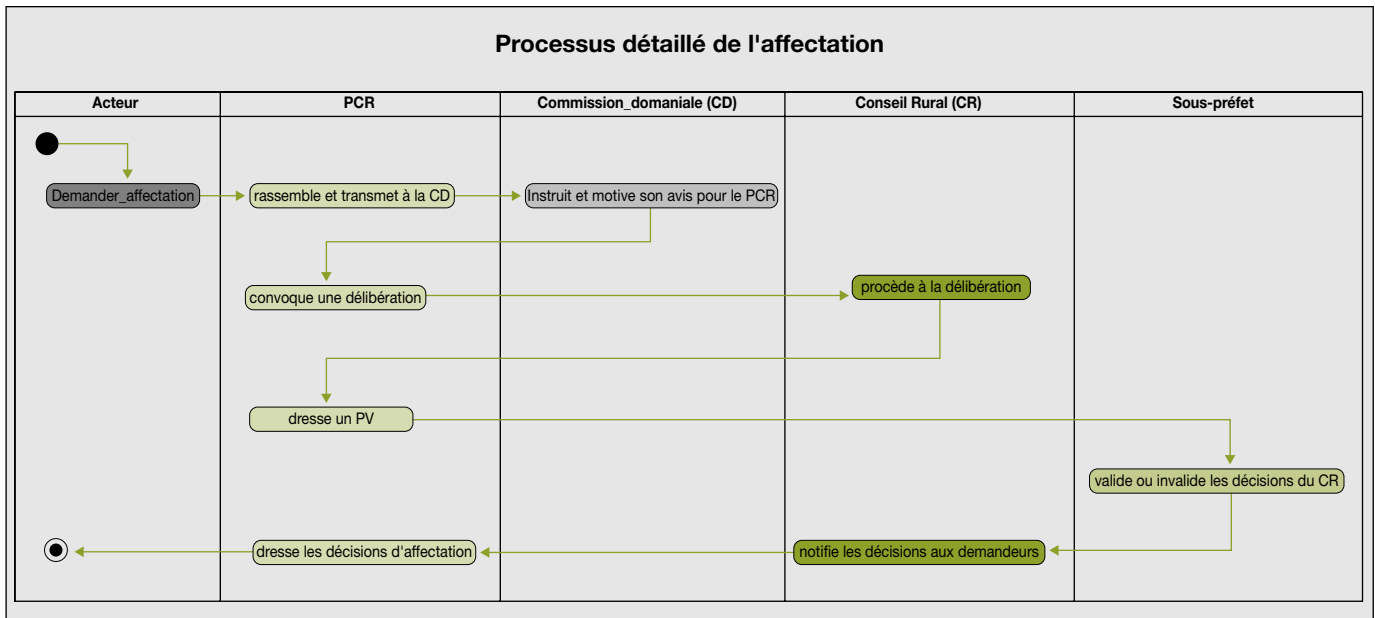 Processus détaillé de l'affectation
Acteur
PCR
Commission_domaniale (CD)
Conseil Rural (CR)
Sous-préfet
Demander_affectation
rassemble et transmet à la CD
Instruit et motive son avis pour le PCR
convoque une délibération
procède à la délibération
dresse un PV
valide ou invalide les décisions du CR
dresse les décisions d'affectation
notifie les décisions aux demandeurs